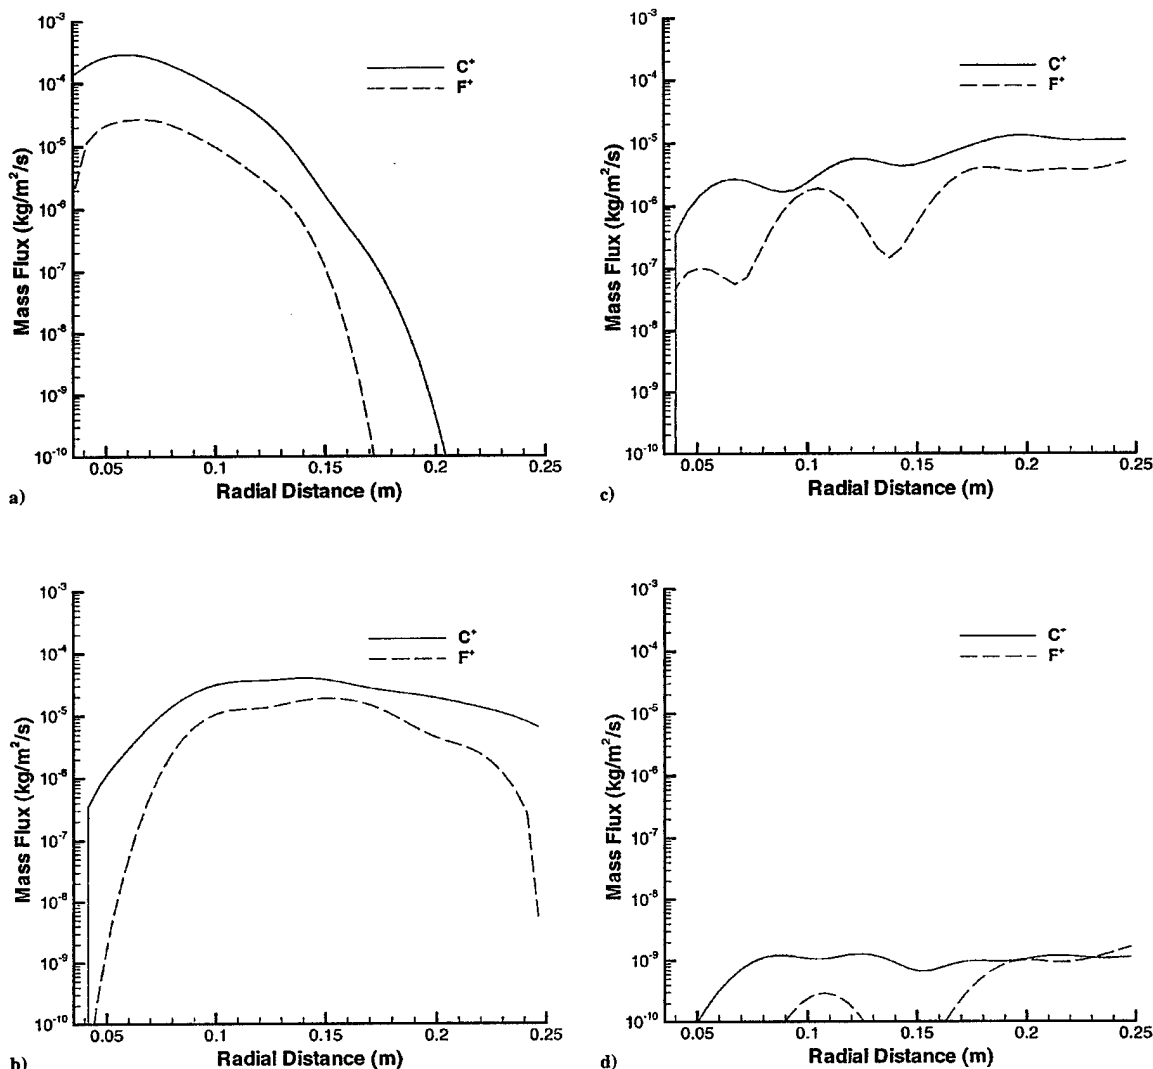 10⁻³
10⁻⁴
10⁻⁵
10⁻⁶
10⁻⁷
10⁻⁸
10⁻⁹
10⁻¹⁰
Mass Flux (kg/m²/s)
C⁺
F⁺
0.05 0.1 0.15 0.2 0.25
Radial Distance (m)
a)
10⁻³
10⁻⁴
10⁻⁵
10⁻⁶
10⁻⁷
10⁻⁸
10⁻⁹
10⁻¹⁰
Mass Flux (kg/m²/s)
C⁺
F⁺
0.05 0.1 0.15 0.2 0.25
Radial Distance (m)
c)
10⁻³
10⁻⁴
10⁻⁵
10⁻⁶
10⁻⁷
10⁻⁸
10⁻⁹
10⁻¹⁰
Mass Flux (kg/m²/s)
C⁺
F⁺
0.05 0.1 0.15 0.2 0.25
Radial Distance (m)
b)
10⁻³
10⁻⁴
10⁻⁵
10⁻⁶
10⁻⁷
10⁻⁸
10⁻⁹
10⁻¹⁰
Mass Flux (kg/m²/s)
C⁺
F⁺
0.05 0.1 0.15 0.2 0.25
Radial Distance (m)
d)